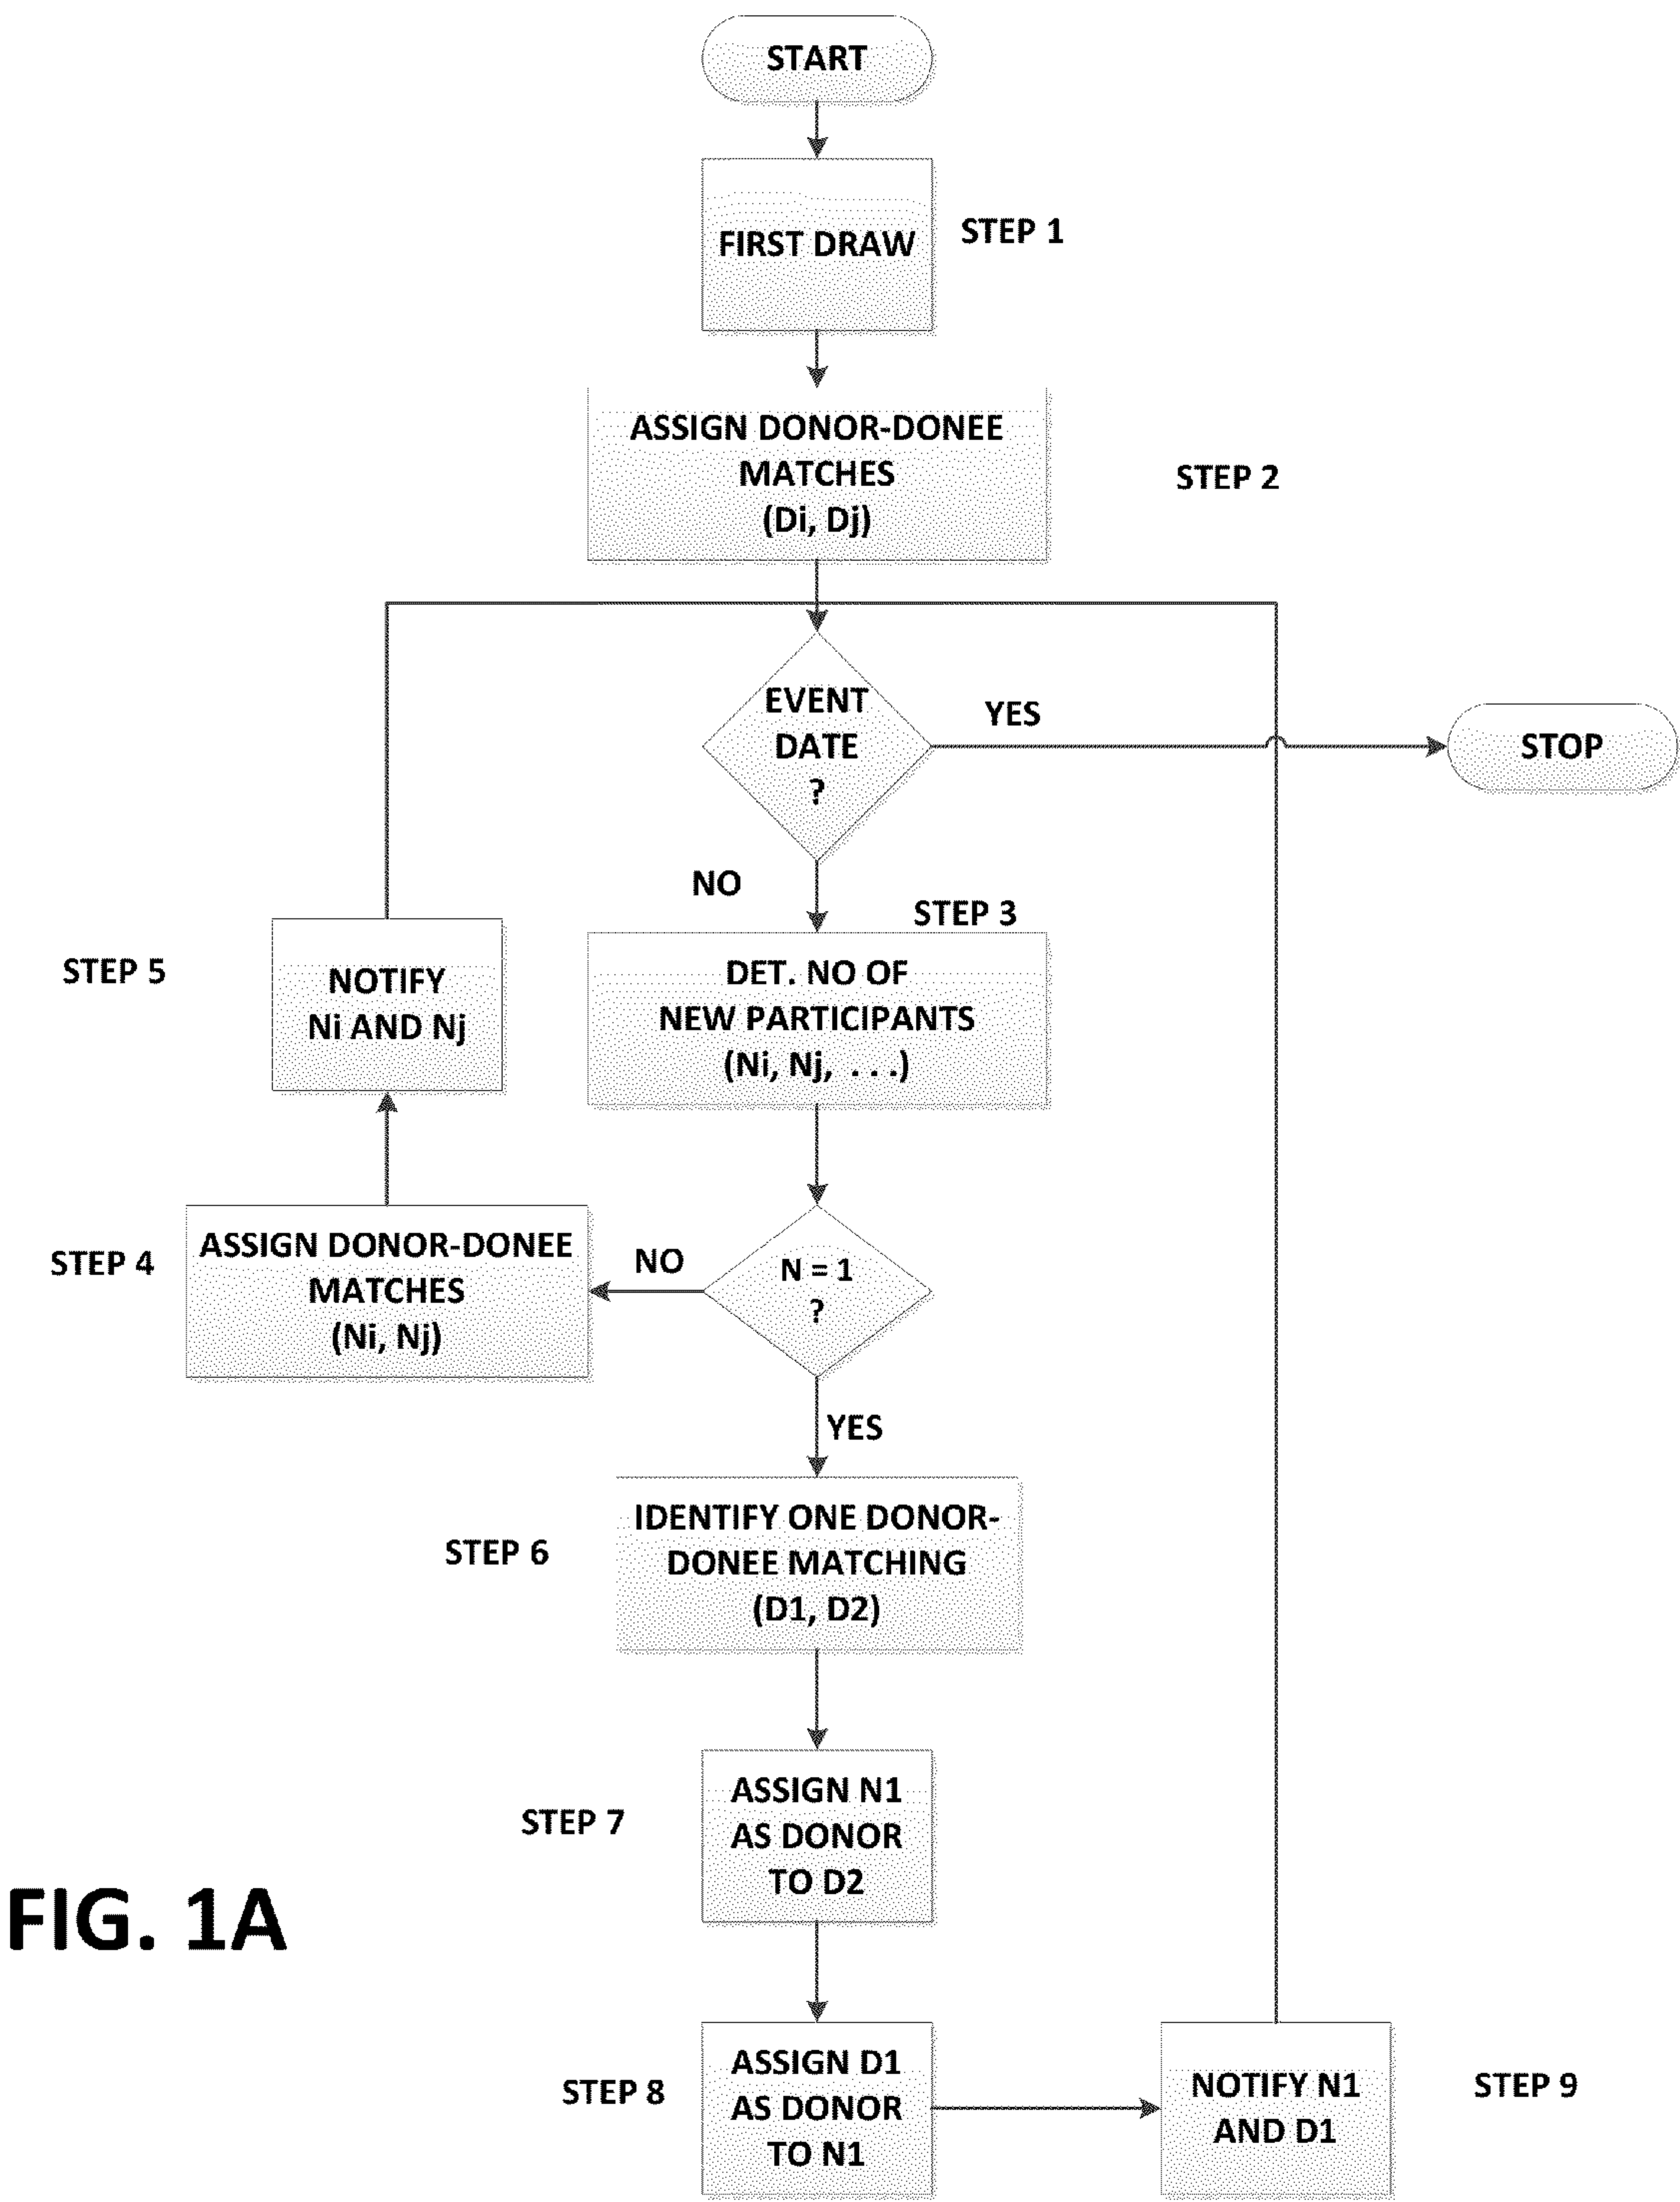 START
FIRST DRAW
STEP 1
ASSIGN DONOR-DONEE
MATCHES
(Di, Dj)
STEP 2
EVENT
DATE
?
YES
STOP
NO
STEP 3
DET. NO OF
NEW PARTICIPANTS
(Ni, Nj, . . .)
STEP 5
NOTIFY
Ni AND Nj
STEP 4
ASSIGN DONOR-DONEE
MATCHES
(Ni, Nj)
NO
N = 1
?
YES
STEP 6
IDENTIFY ONE DONOR-
DONEE MATCHING
(D1, D2)
STEP 7
ASSIGN N1
AS DONOR
TO D2
FIG. 1A
STEP 8
ASSIGN D1
AS DONOR
TO N1
NOTIFY N1
AND D1
STEP 9